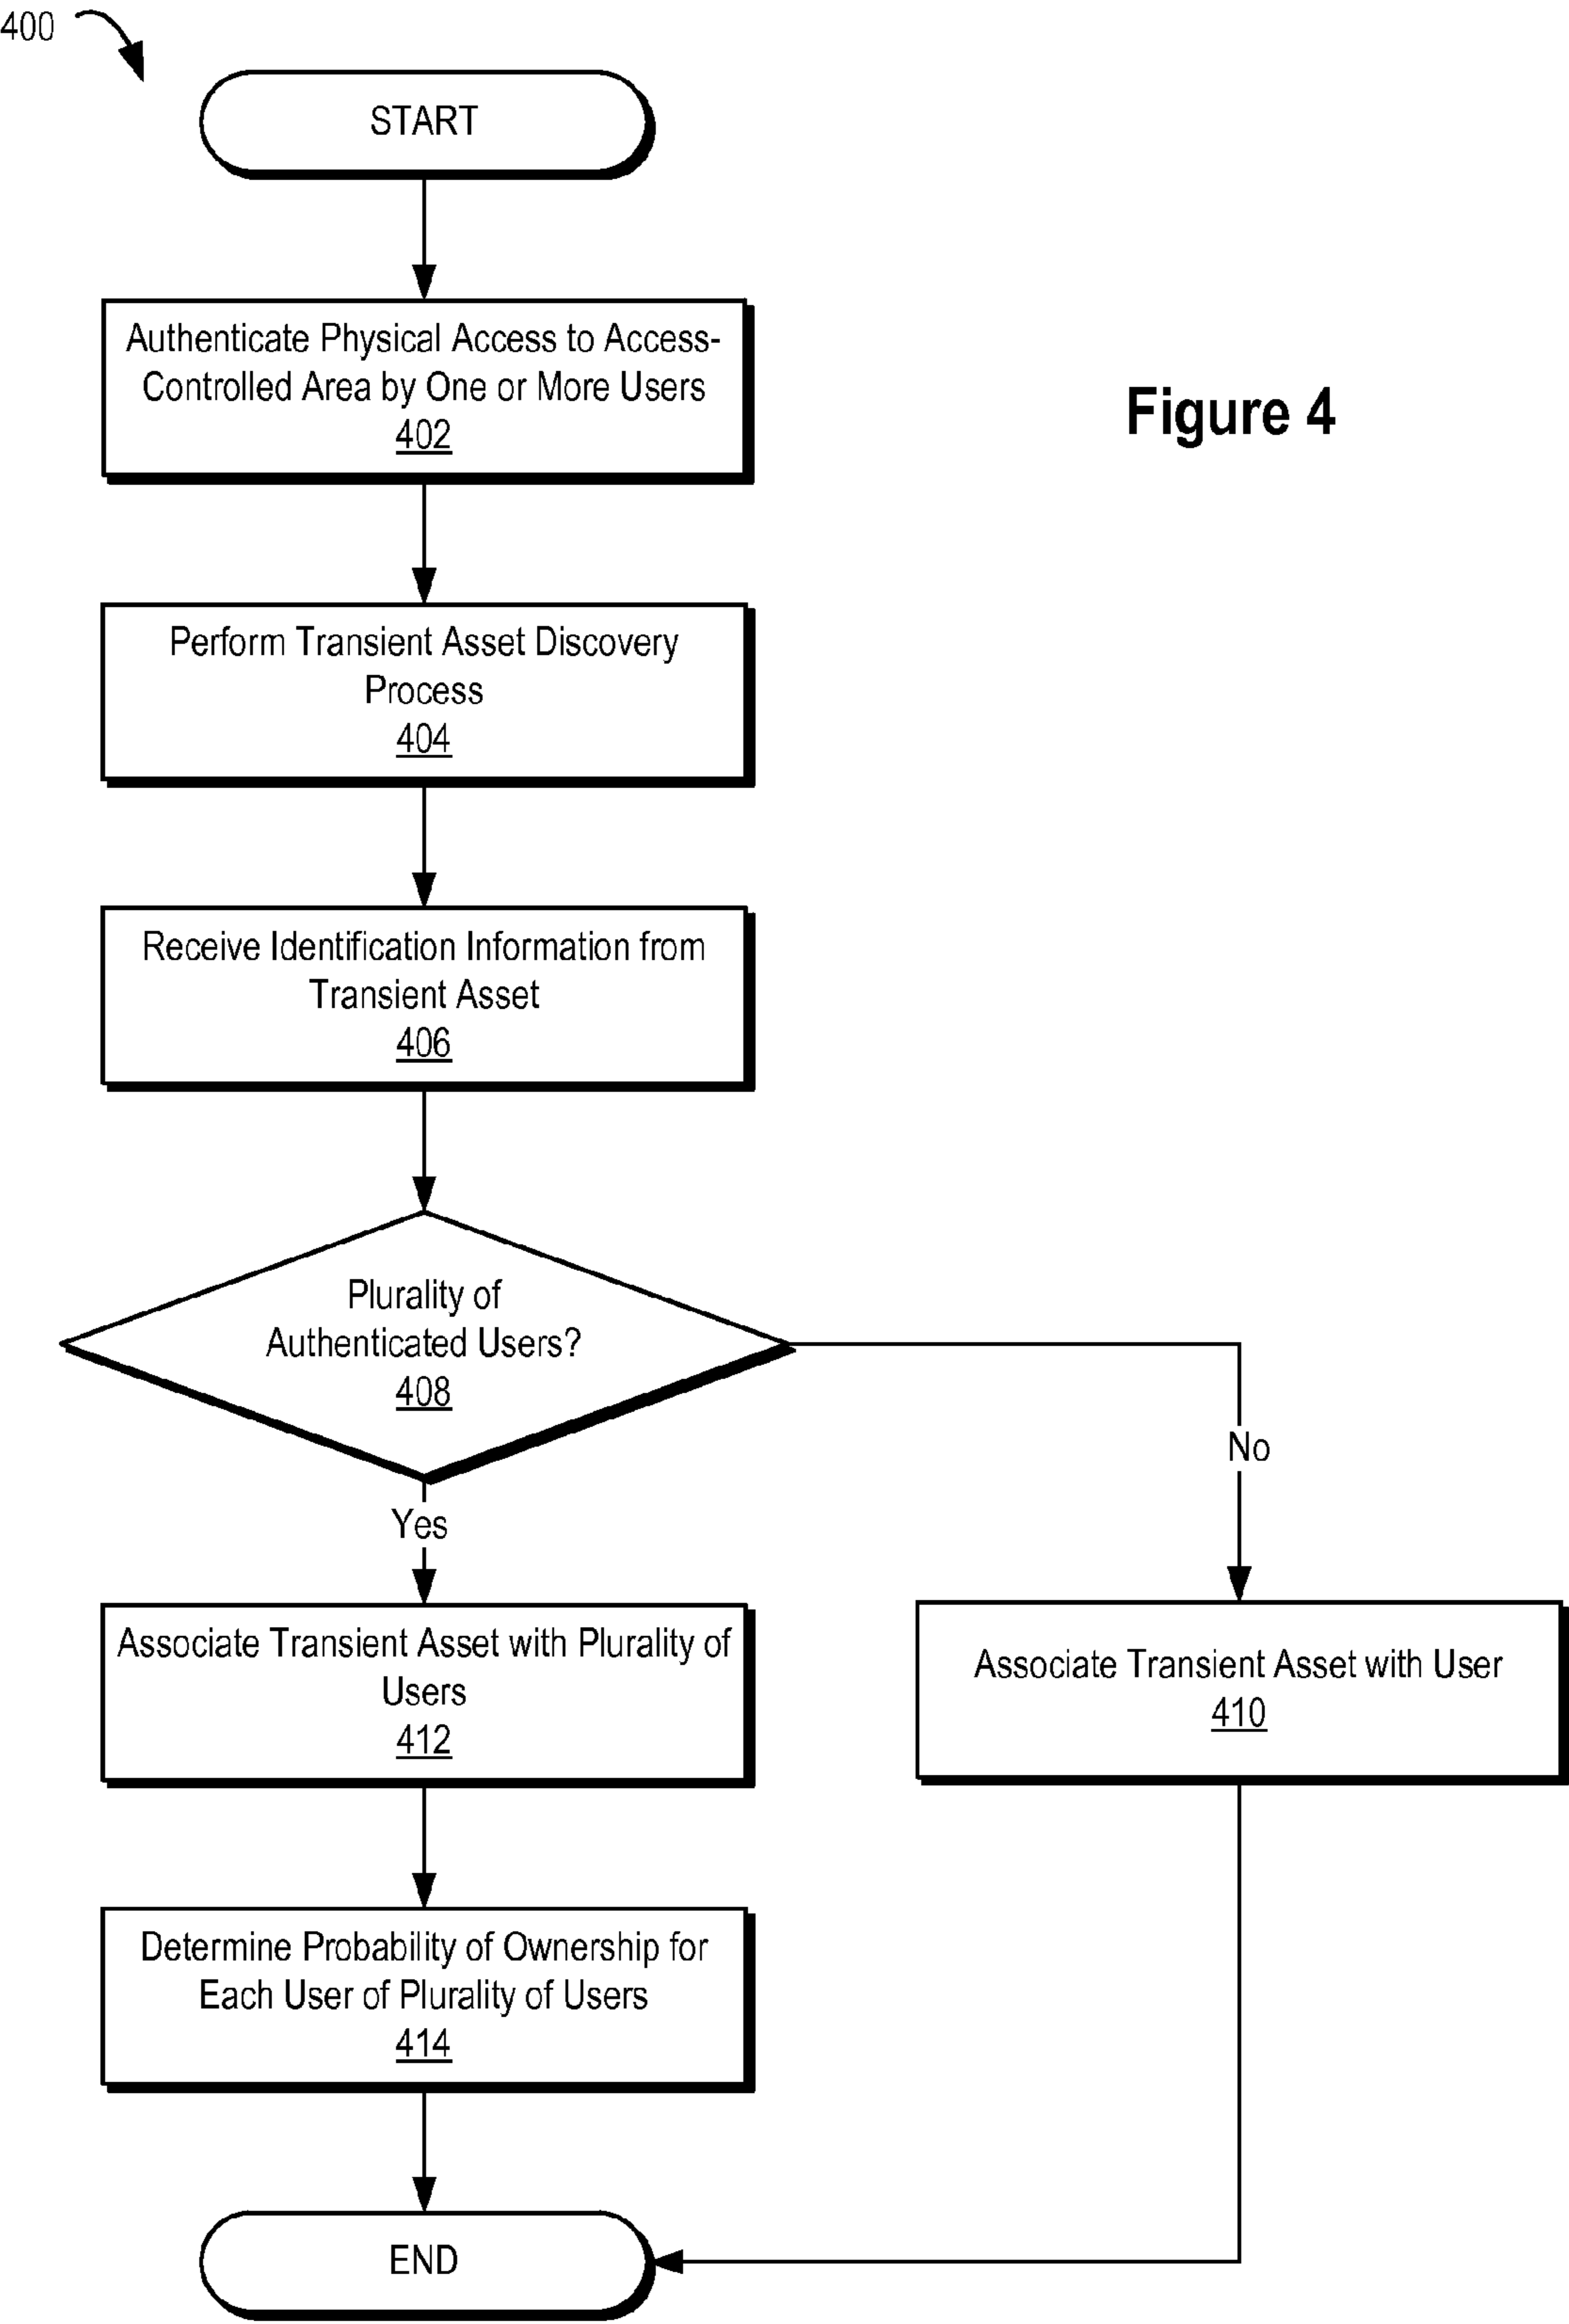 400
START
Authenticate Physical Access to Access-
Controlled Area by One or More Users
402
Figure 4
Perform Transient Asset Discovery
Process
404
Receive Identification Information from
Transient Asset
406
Plurality of
Authenticated Users?
408
No
Yes
Associate Transient Asset with Plurality of
Users
412
Associate Transient Asset with User
410
Determine Probability of Ownership for
Each User of Plurality of Users
414
END